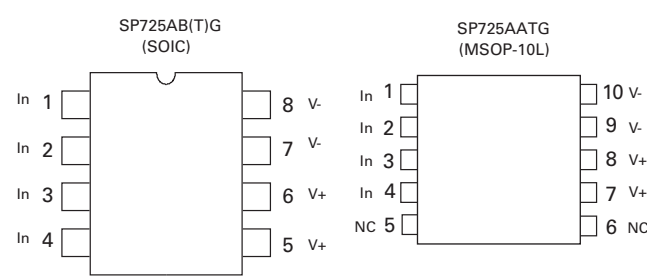 SP725AB(T)G
(SOIC)
In 1
In 2
In 3
In 4
8 V-
7 V-
6 V+
5 V+
SP725AATG
(MSOP-10L)
In 1
In 2
In 3
In 4
NC 5
10 V-
9 V-
8 V+
7 V+
6 NC